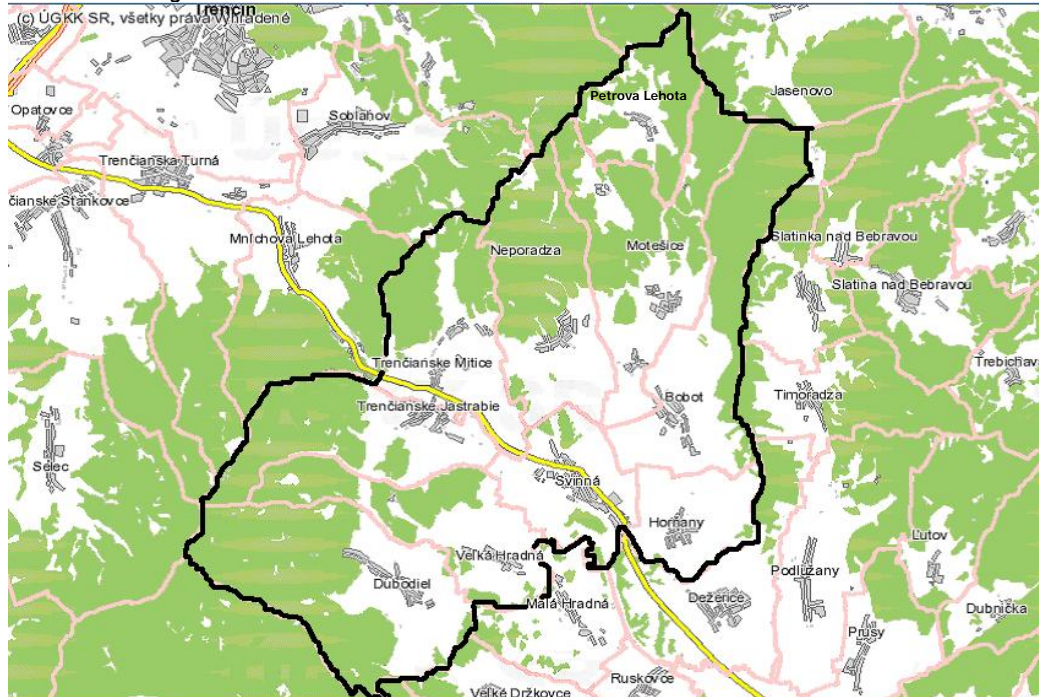 Trenčín
(c) ÚGKK SR, všetky práva vyhradené
Petrova Lehota
Jasenovo
Opatovce
Soblahov
Trenčianska Turná
čianske Stankovce
Mníchova Lehota
Neporadza
Motešice
Slatinka nad Bebravou
Slatina nad Bebravou
Trenčianske Mitice
Trebichava
Timoradza
Bobot
Trenčianske Jastrabie
Selec
Svinná
Horňany
Ľutov
Veľká Hradná
Dubodiel
Podlužany
Malá Hradná
Dežerice
Dubnička
Prusy
Ruskovce
Veľké Držkovce